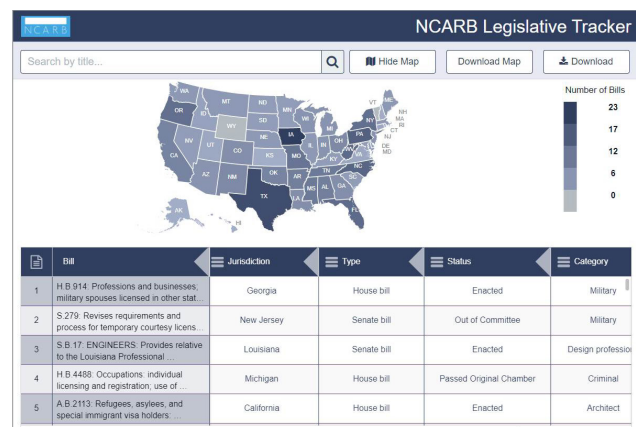 NCARB
NCARB Legislative Tracker
Search by title...
Hide Map
Download Map
Download
Number of Bills
23
17
12
6
0
WA
MT
ND
MN
VT
ME
NH
OR
ID
SD
WI
MI
NY
MA
RI
WY
CT
NV
UT
NE
IA
IL
IN
OH
PA
NJ
CO
KS
MO
KY
WV
VA
DE
MD
CA
AZ
NM
OK
AR
TN
NC
SC
TX
LA
MS
AL
GA
FL
AK
HI
Bill
Jurisdiction
Type
Status
Category
1
H.B.914: Professions and businesses;
military spouses licensed in other stat...
Georgia
House bill
Enacted
Military
2
S.279: Revises requirements and
process for temporary courtesy licens...
New Jersey
Senate bill
Out of Committee
Military
3
S.B.17: ENGINEERS: Provides relative
to the Louisiana Professional ...
Louisiana
Senate bill
Enacted
Design profession
4
H.B.4488: Occupations: individual
licensing and registration; use of ...
Michigan
House bill
Passed Original Chamber
Criminal
5
A.B.2113: Refugees, asylees, and
special immigrant visa holders: ...
California
House bill
Enacted
Architect